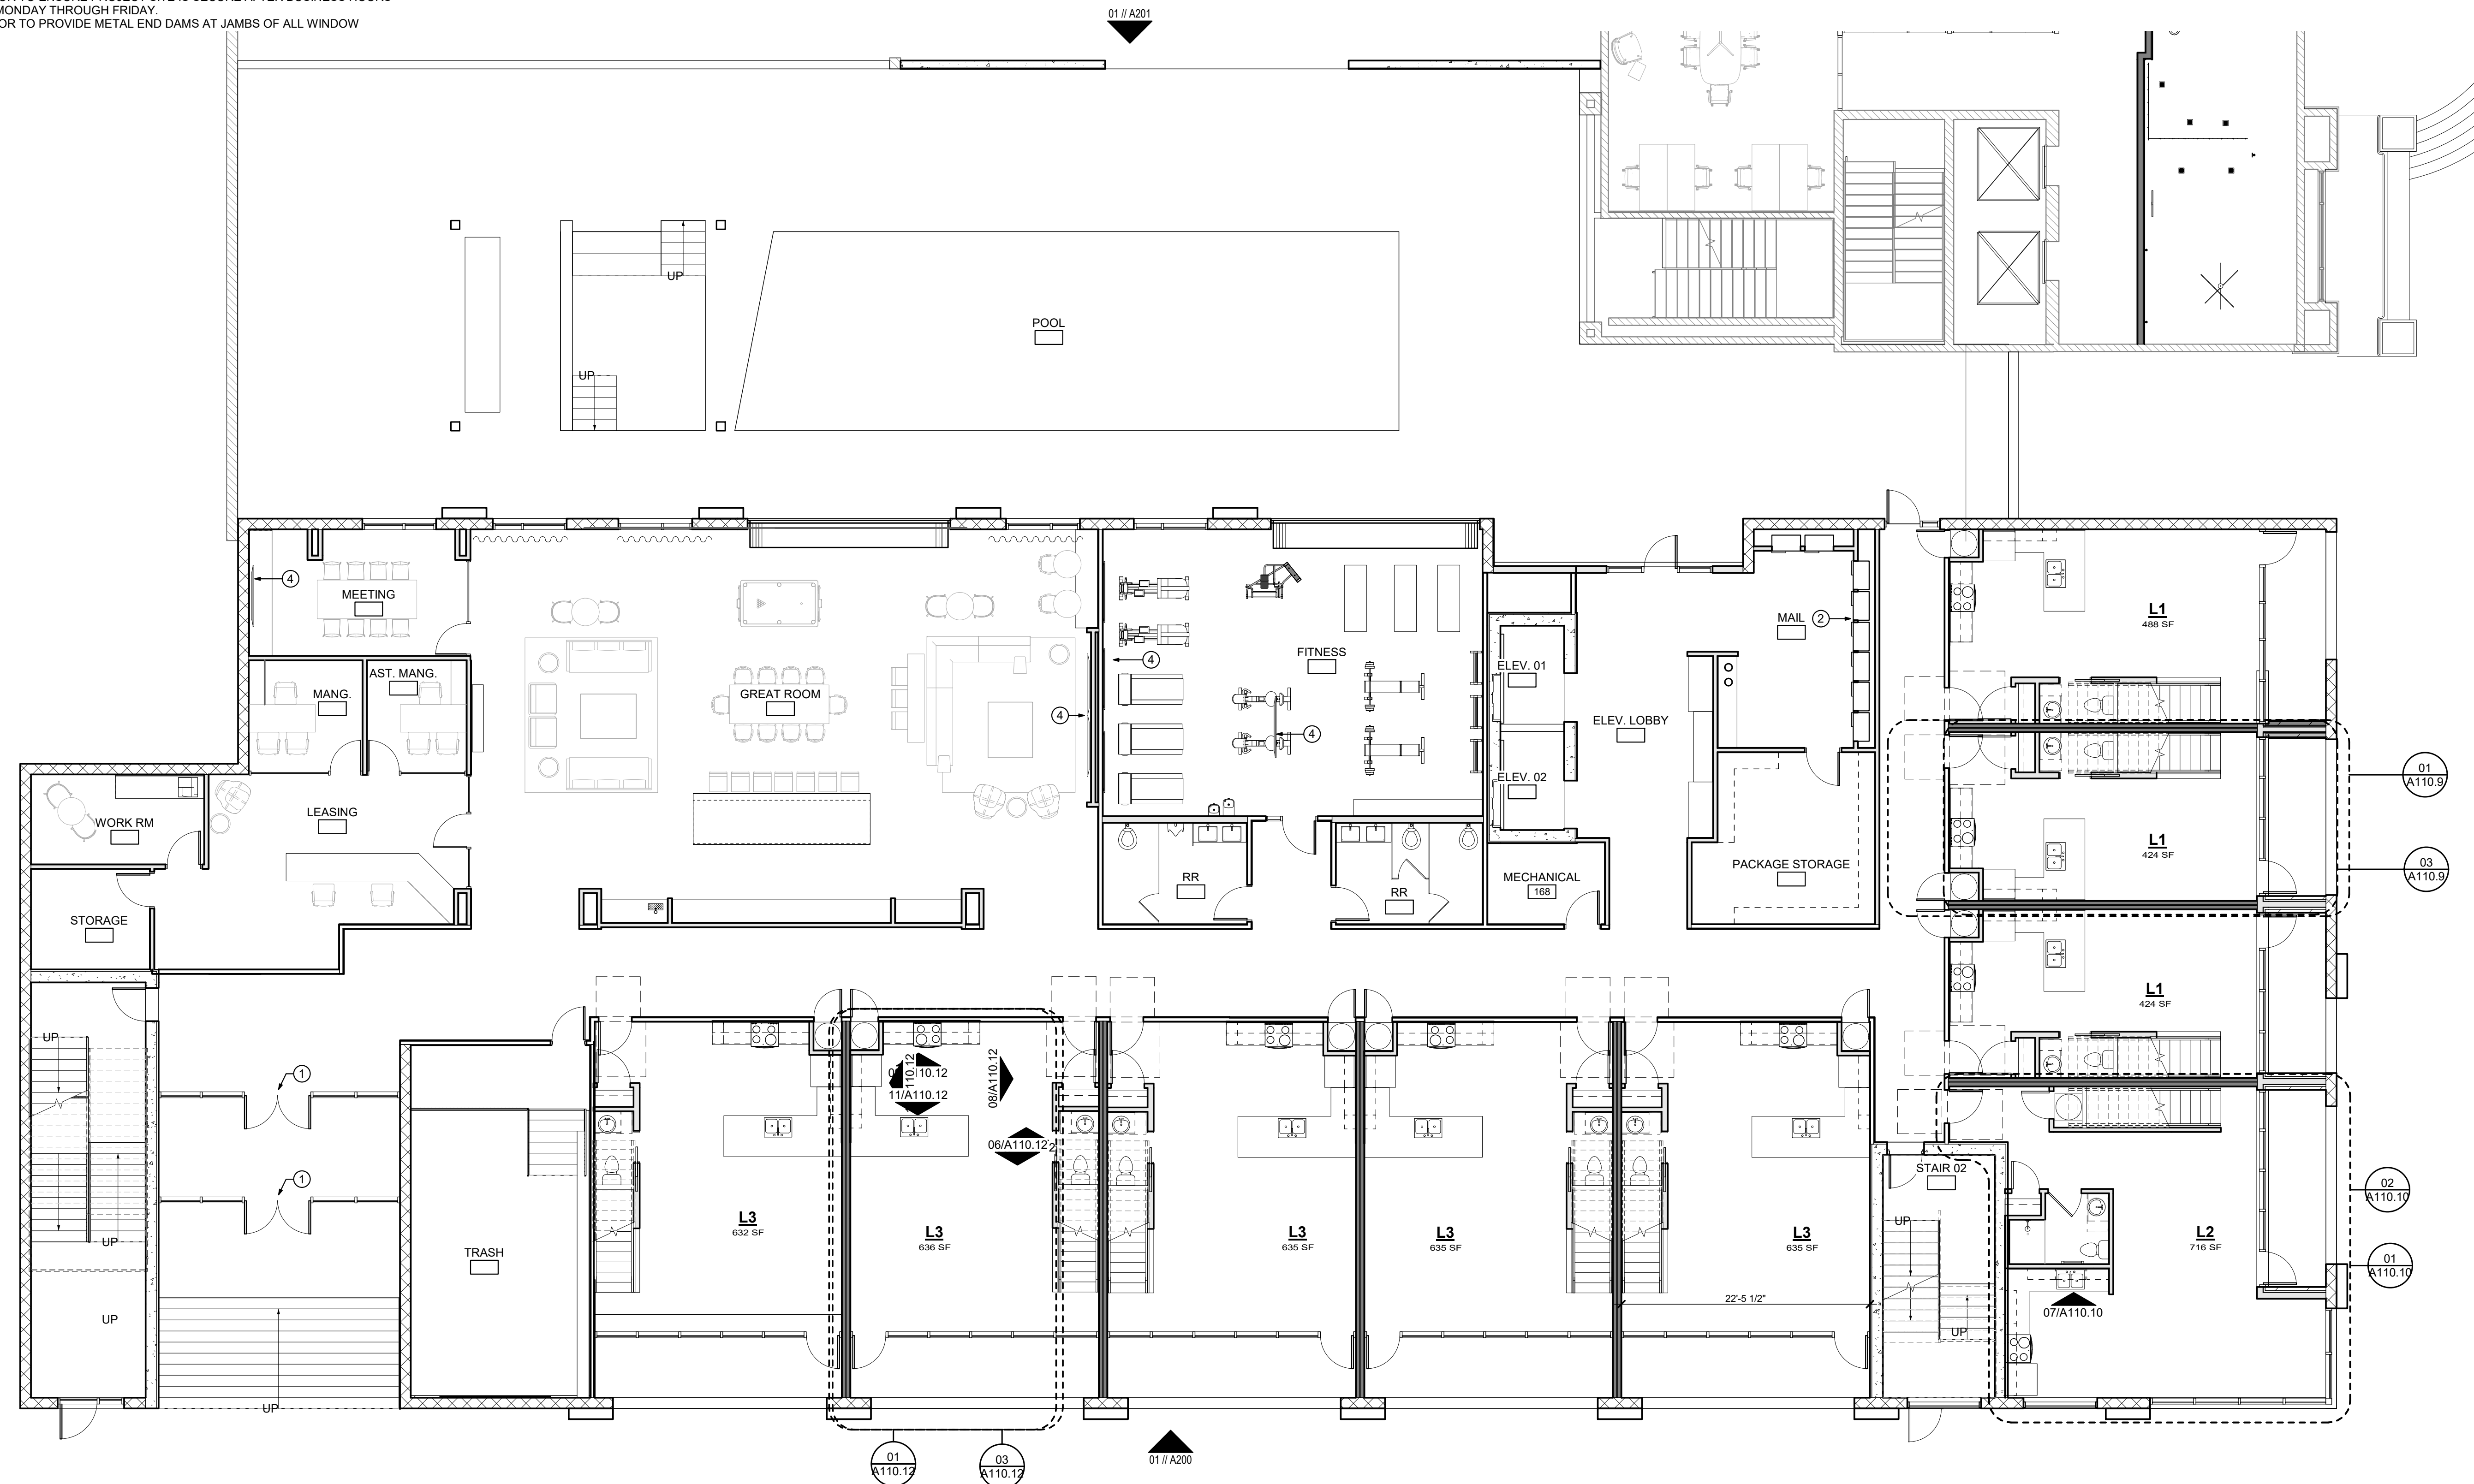 MONDAY THROUGH FRIDAY.
OR TO PROVIDE METAL END DAMS AT JAMBS OF ALL WINDOW
01 // A201
UP
UP
POOL
4
MEETING
MANG.
AST. MANG.
GREAT ROOM
4
4
FITNESS
4
ELEV. 01
ELEV. 02
ELEV. LOBBY
MAIL
2
L1
488 SF
WORK RM
LEASING
STORAGE
RR
RR
MECHANICAL
168
PACKAGE STORAGE
L1
424 SF
01
A110.9
03
A110.9
L1
424 SF
UP
1
1
UP
UP
UP
TRASH
L3
632 SF
11/A110.12
08/A110.12
06/A110.12
L3
636 SF
L3
635 SF
L3
635 SF
L3
635 SF
22'-5 1/2"
STAIR 02
UP
UP
L2
716 SF
07/A110.10
02
A110.10
01
A110.10
01
A110.12
03
A110.12
01 // A200